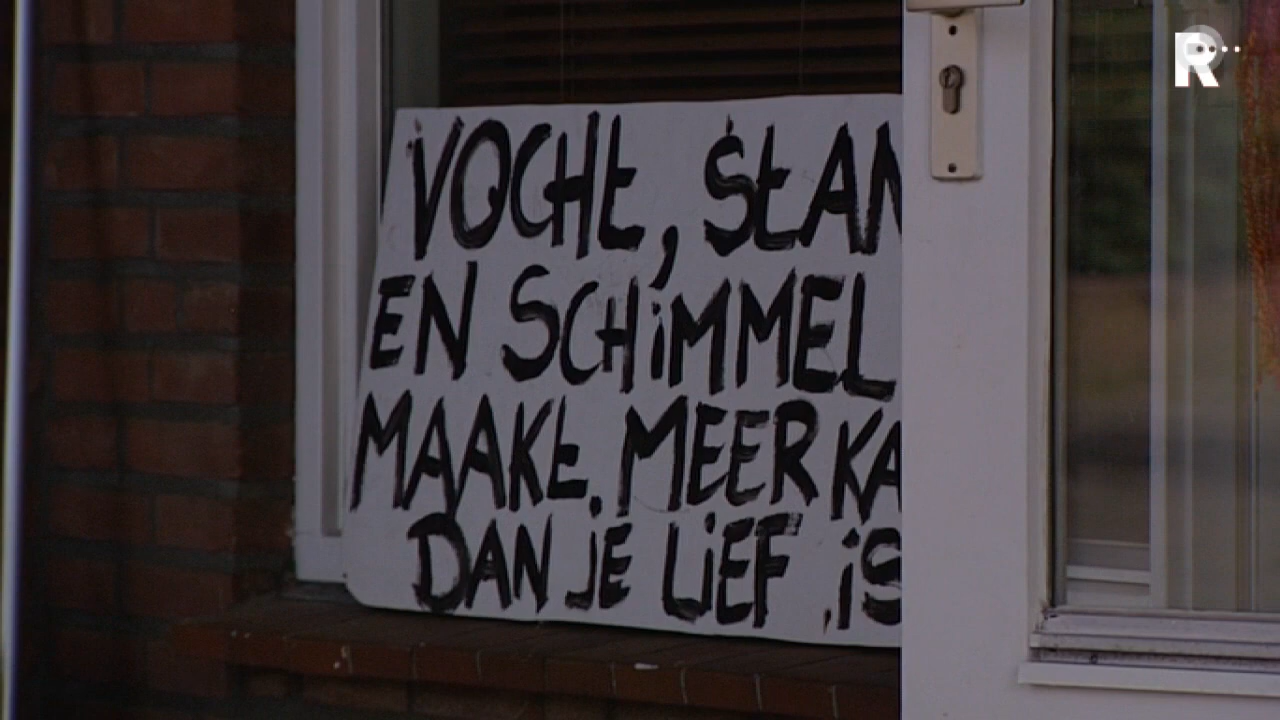 VOCHt, StAN
EN SCHiMMEL
MAAKt. MEER KA
DAN JE LiEF iS
R